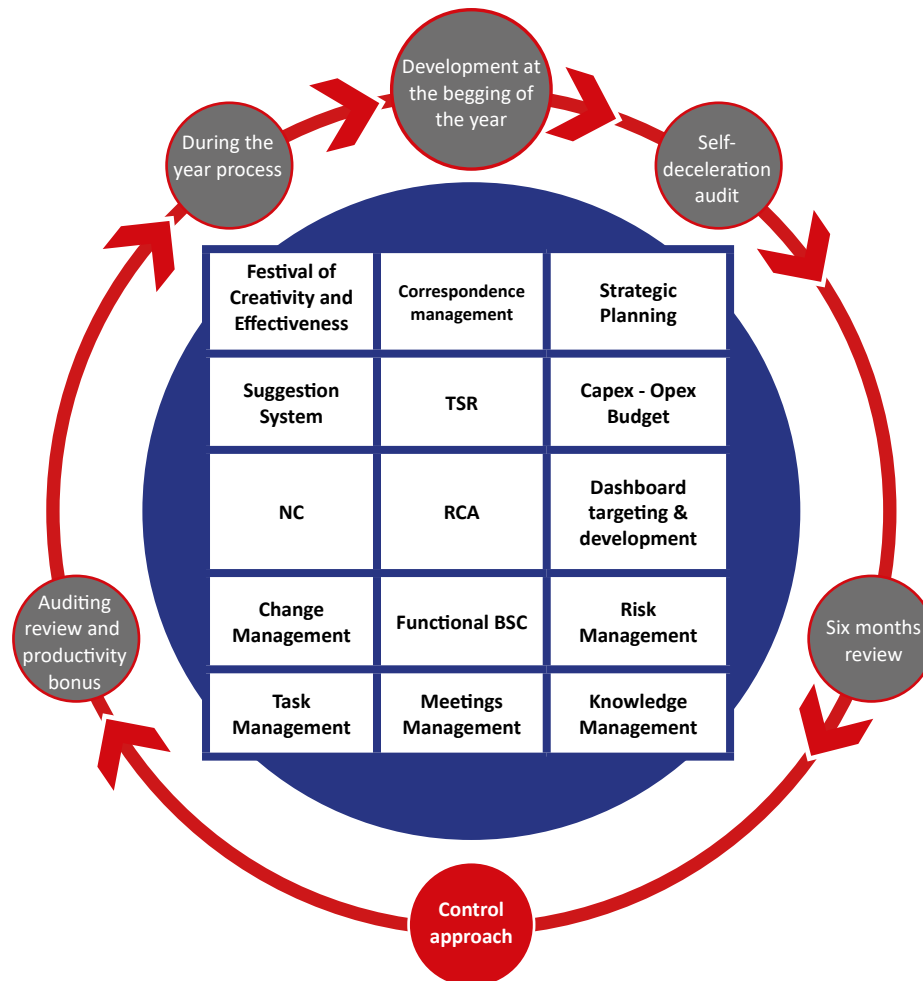 Development at
the begging of
the year
Self-
deceleration
audit
Six months
review
Control
approach
Auditing
review and
productivity
bonus
During the
year process
Festival of
Creativity and
Effectiveness
Correspondence
management
Strategic
Planning
Suggestion
System
TSR
Capex - Opex
Budget
NC
RCA
Dashboard
targeting &
development
Change
Management
Functional BSC
Risk
Management
Task
Management
Meetings
Management
Knowledge
Management